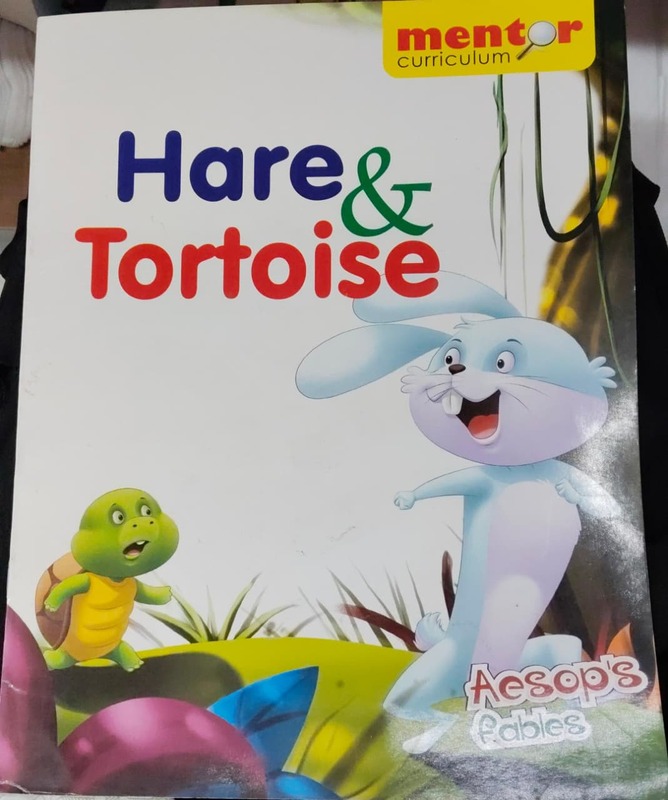 mentor
curriculum
Hare &
Tortoise
Aesop's
fables